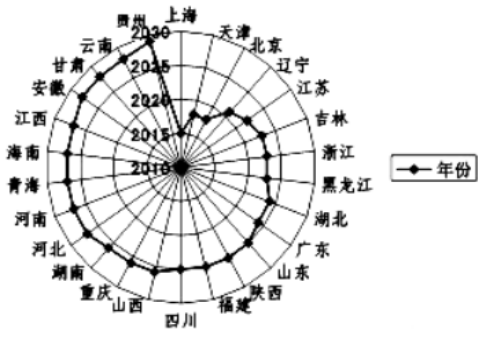 上海
天津
北京
辽宁
江苏
吉林
浙江
黑龙江
湖北
广东
山东
陕西
福建
四川
山西
重庆
湖南
河北
河南
青海
海南
江西
安徽
甘肃
云南
贵州
2030
2025
2020
2015
2010
年份